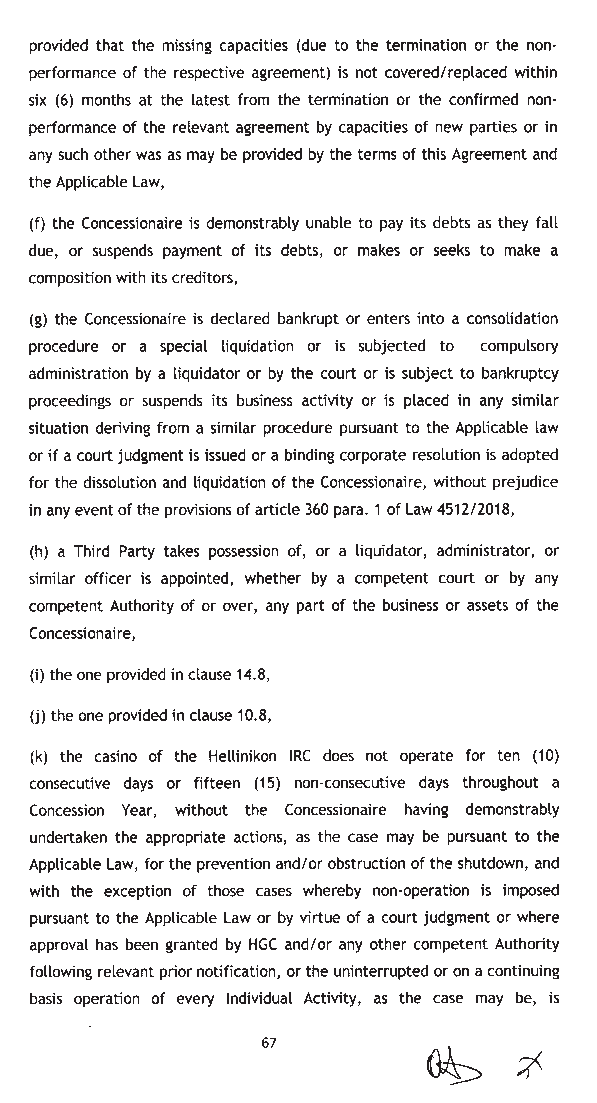 provided that the missing capacities (due to the termination or the non-
performance of the respective agreement) is not covered/replaced within
six (6) months at the latest from the termination or the confirmed non-
performance of the relevant agreement by capacities of new parties or in
any such other was as may be provided by the terms of this Agreement and
the Applicable Law,
(f) the Concessionaire is demonstrably unable to pay its debts as they fall
due, or suspends payment of its debts, or makes or seeks to make a
composition with its creditors,
(g) the Concessionaire is declared bankrupt or enters into a consolidation
procedure or a special liquidation or is subjected to compulsory
administration by a liquidator or by the court or is subject to bankruptcy
proceedings or suspends its business activity or is placed in any similar
situation deriving from a similar procedure pursuant to the Applicable law
or if a court judgment is issued or a binding corporate resolution is adopted
for the dissolution and liquidation of the Concessionaire, without prejudice
in any event of the provisions of article 360 para. 1 of Law 4512/2018,
(h) a Third Party takes possession of, or a liquidator, administrator, or
similar officer is appointed, whether by a competent court or by any
competent Authority of or over, any part of the business or assets of the
Concessionaire,
(i) the one provided in clause 14.8,
(j) the one provided in clause 10.8,
(k) the casino of the Hellinikon IRC does not operate for ten (10)
consecutive days or fifteen (15) non-consecutive days throughout a
Concession Year, without the Concessionaire having demonstrably
undertaken the appropriate actions, as the case may be pursuant to the
Applicable Law, for the prevention and/or obstruction of the shutdown, and
with the exception of those cases whereby non-operation is imposed
pursuant to the Applicable Law or by virtue of a court judgment or where
approval has been granted by HGC and/or any other competent Authority
following relevant prior notification, or the uninterrupted or on a continuing
basis operation of every Individual Activity, as the case may be, is
67